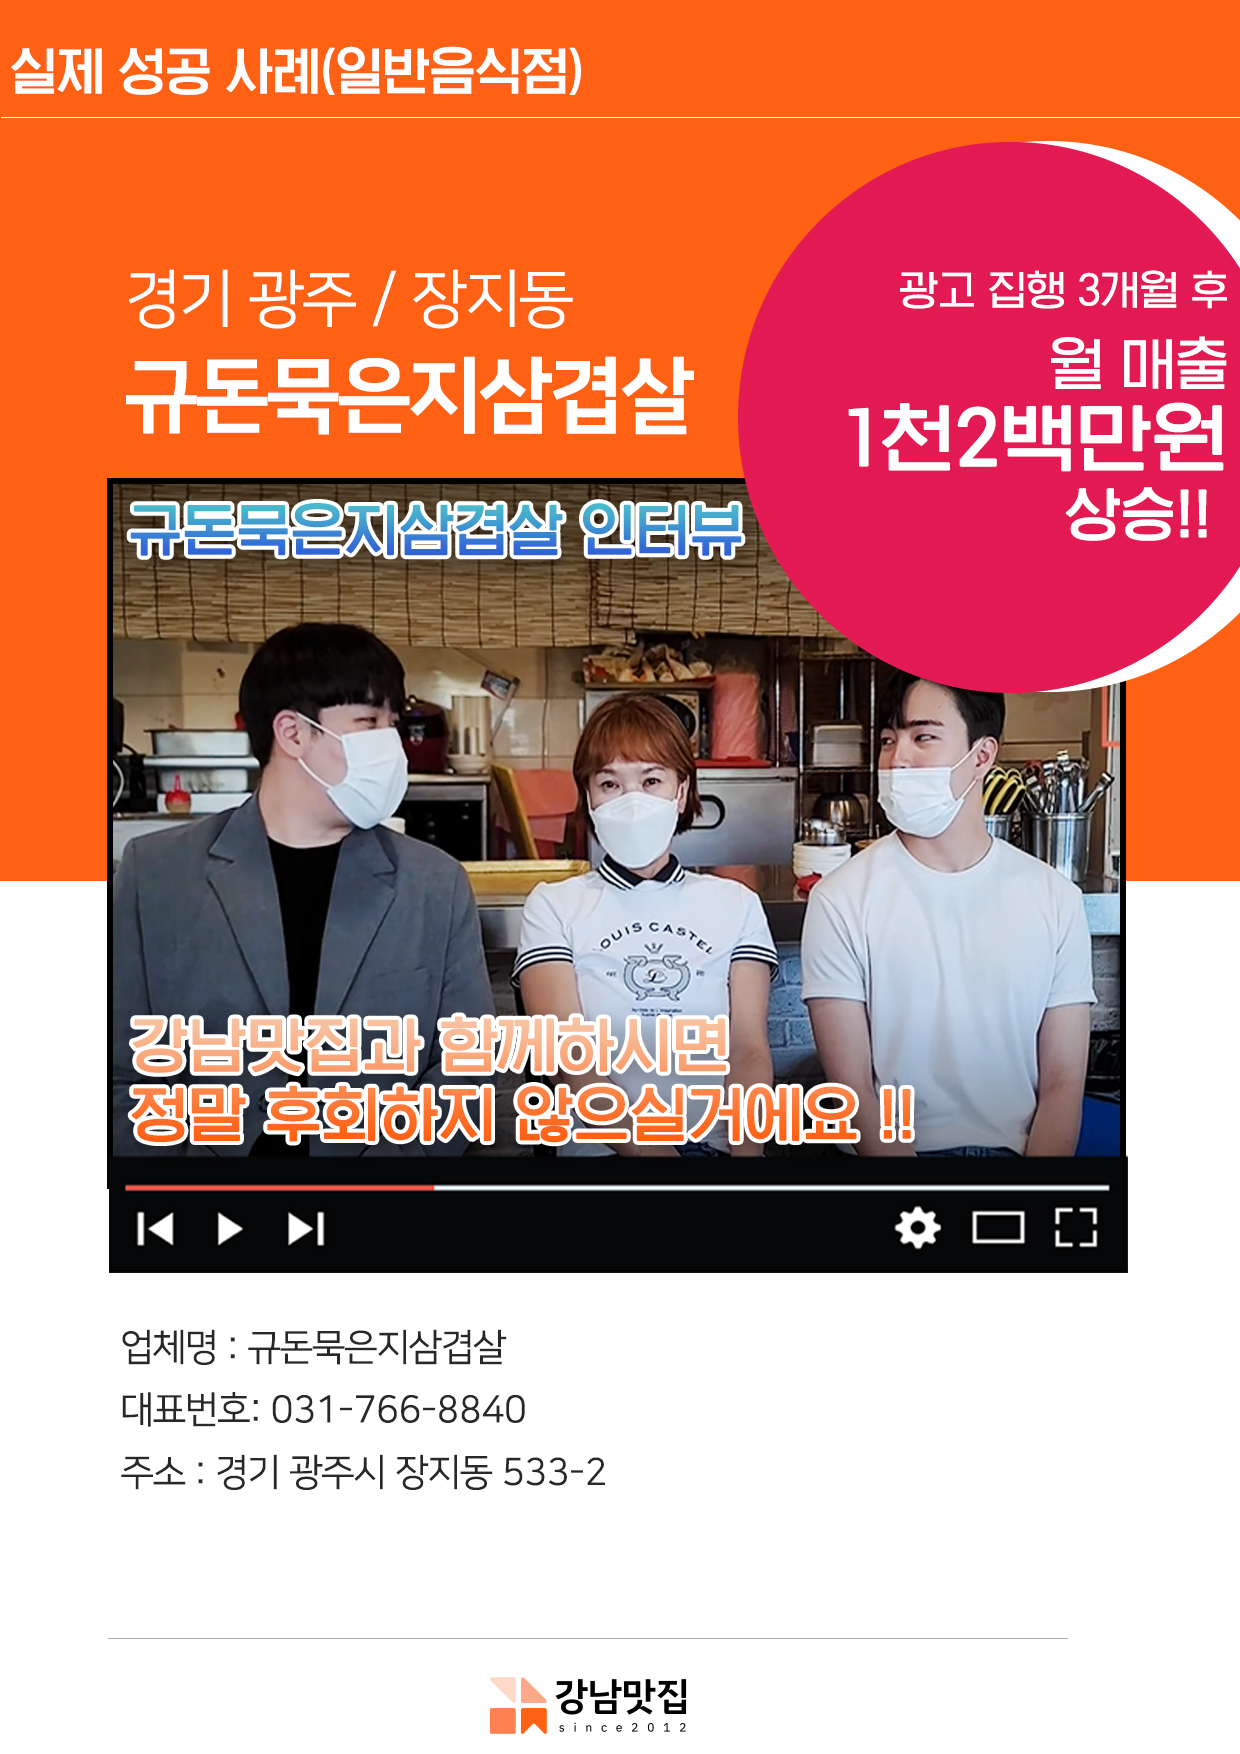 실제 성공 사례(일반음식점)
경기 광주 / 장지동
규돈묵은지삼겹살
광고 집행 3개월 후
월 매출
1천2백만원
상승!!
규돈묵은지삼겹살 인터뷰
LOUIS CASTEL
강남맛집과 함께하시면
정말 후회하지 않으실거에요 !!
업체명 : 규돈묵은지삼겹살
대표번호: 031-766-8840
주소 : 경기 광주시 장지동 533-2
강남맛집
since2012